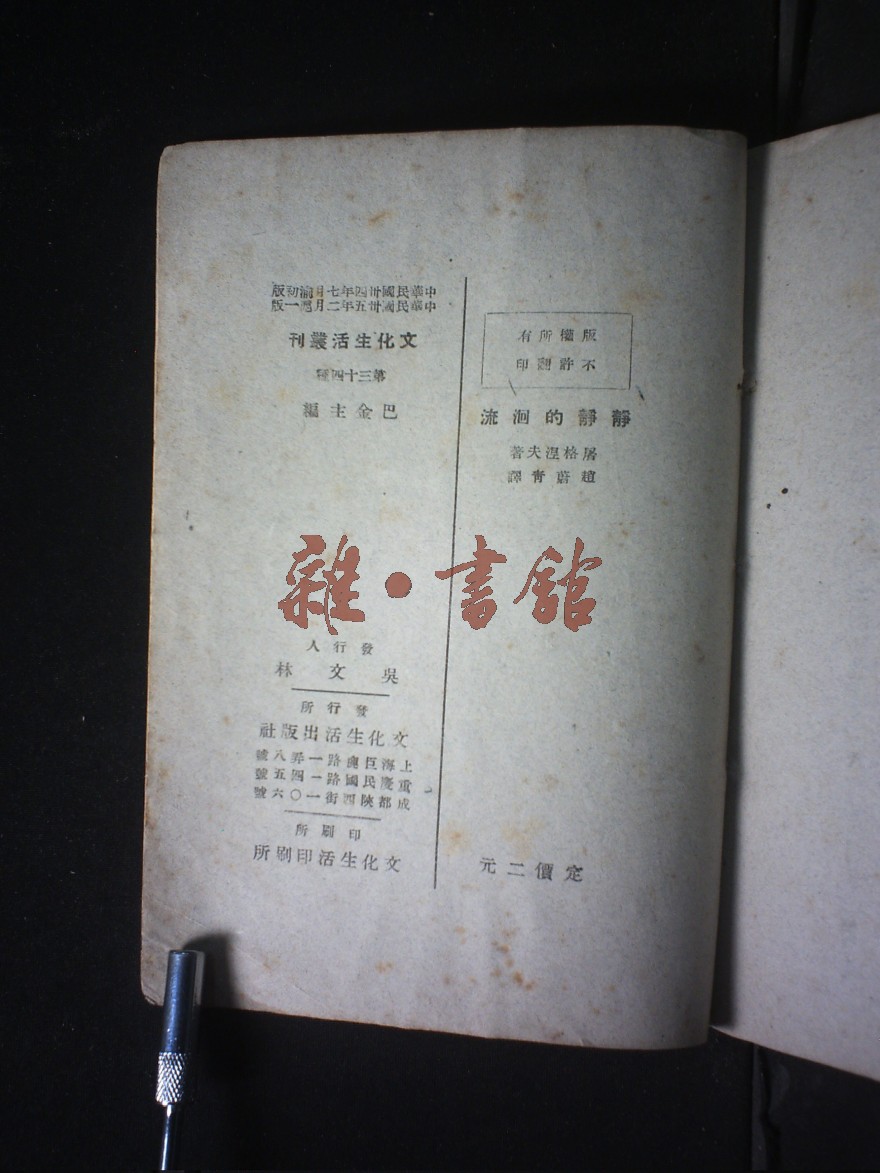 版權所有
不許翻印
靜靜的洄流
屠格涅夫著
趙蔚青譯
定價二元
中華民國卅四年七月渝初版
中華民國卅五年二月滬一版
文化生活叢刊
第三十四種
巴金主編
發行人
吳文林
發行所
文化生活出版社
上海巨鹿路一弄八號
重慶民國路一四五號
成都陝西街一〇六號
印刷所
文化生活印刷所
雜·書館